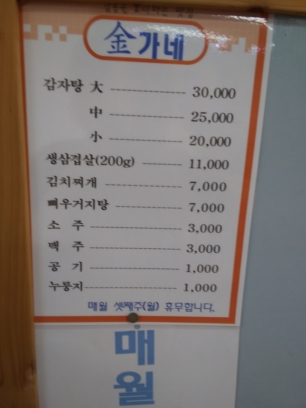 金가네
감자탕 大 30,000
中 25,000
小 20,000
생삼겹살(200g) 11,000
김치찌개 7,000
뼈우거지탕 7,000
소 주 3,000
맥 주 3,000
공 기 1,000
누룽지 1,000
매월 셋째주(월) 휴무합니다.
매월